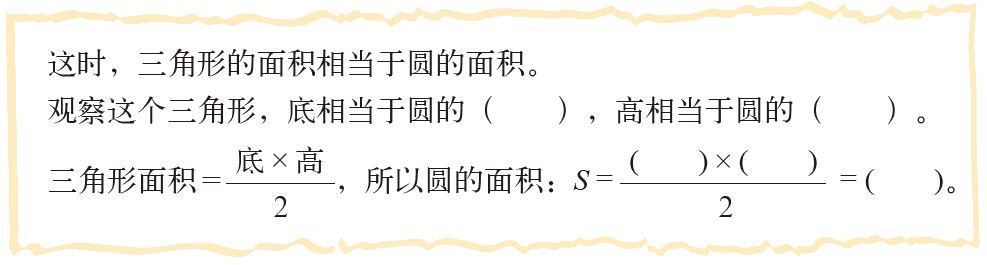 这时，三角形的面积相当于圆的面积。
观察这个三角形，底相当于圆的（　　），高相当于圆的（　　）。
三角形面积=底×高/2，所以圆的面积：S=(　　)×(　　)/2=(　　)。